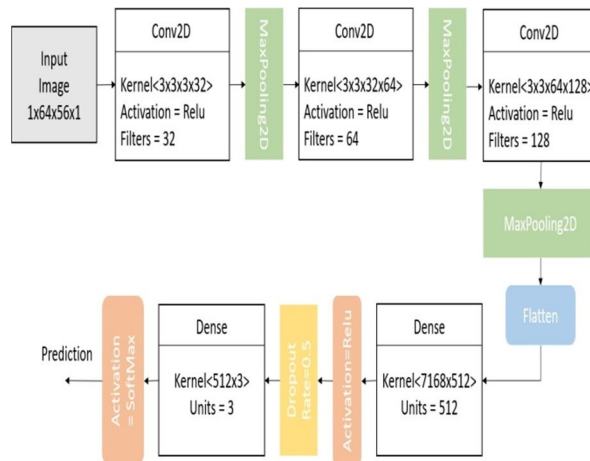 Input
Image
1x64x56x1
Conv2D
Kernel<3x3x3x32>
Activation = Relu
Filters = 32
MaxPooling2D
Conv2D
Kernel<3x3x32x64>
Activation = Relu
Filters = 64
MaxPooling2D
Conv2D
Kernel<3x3x64x128>
Activation = Relu
Filters = 128
MaxPooling2D
Flatten
Dense
Kernel<7168x512>
Units = 512
Activation=Relu
Dropout
Rate=0.5
Dense
Kernel<512x3>
Units = 3
Activation
= SoftMax
Prediction